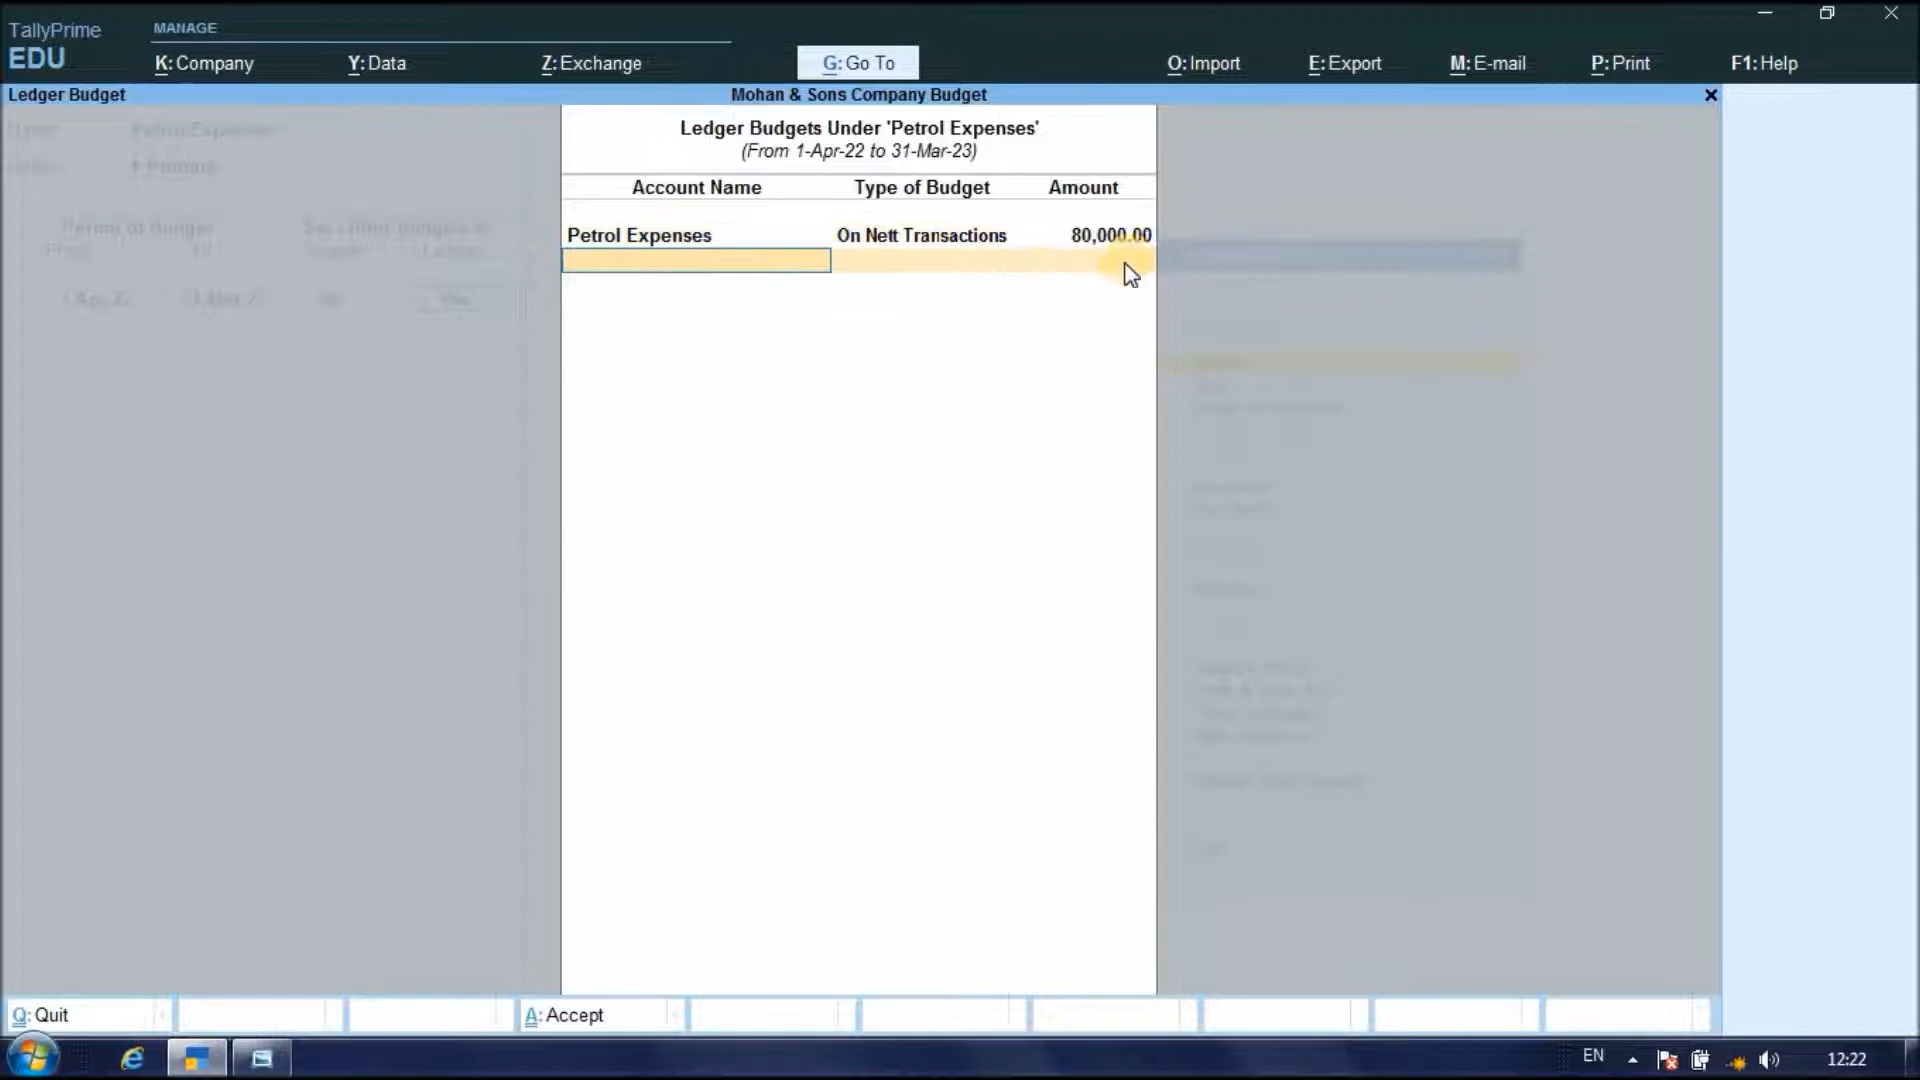 TallyPrime
EDU
MANAGE
K: Company
Y: Data
Z: Exchange
G: Go To
O: Import
E: Export
M: E-mail
P: Print
F1: Help
Ledger Budget
Mohan & Sons Company Budget
Ledger Budgets Under 'Petrol Expenses'
(From 1-Apr-22 to 31-Mar-23)
Account Name Type of Budget Amount
Petrol Expenses On Nett Transactions 80,000.00
Petrol Expenses
Q: Quit
A: Accept
EN
12:22